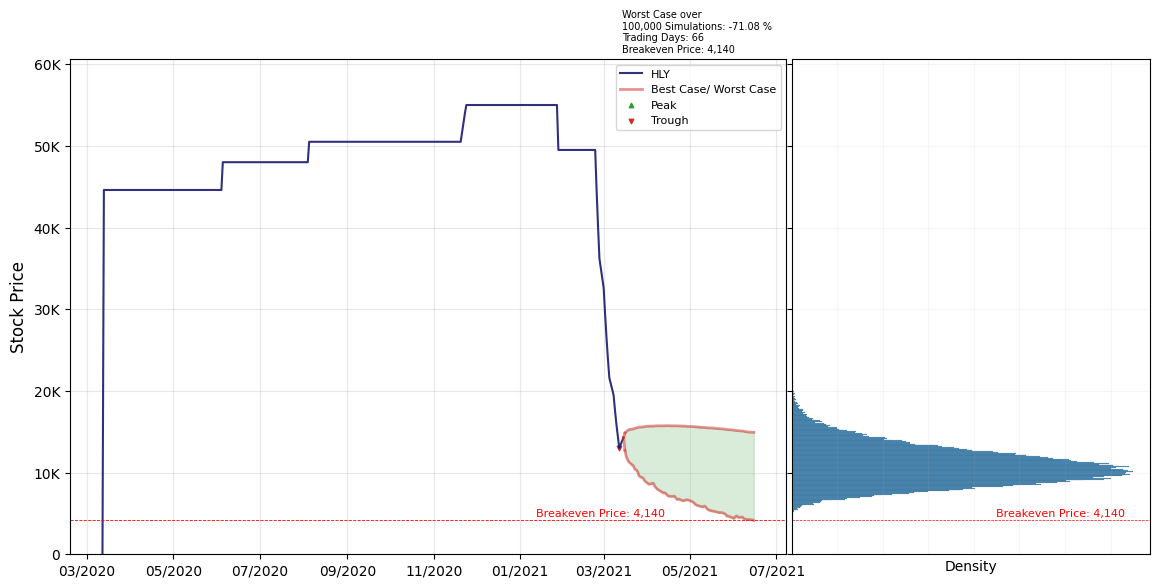 Worst Case over
100,000 Simulations: -71.08 %
Trading Days: 66
Breakeven Price: 4,140
HLY
Best Case/ Worst Case
Peak
Trough
Stock Price
60K
50K
40K
30K
20K
10K
0
Breakeven Price: 4,140
Breakeven Price: 4,140
03/2020 05/2020 07/2020 09/2020 11/2020 01/2021 03/2021 05/2021 07/2021
Density